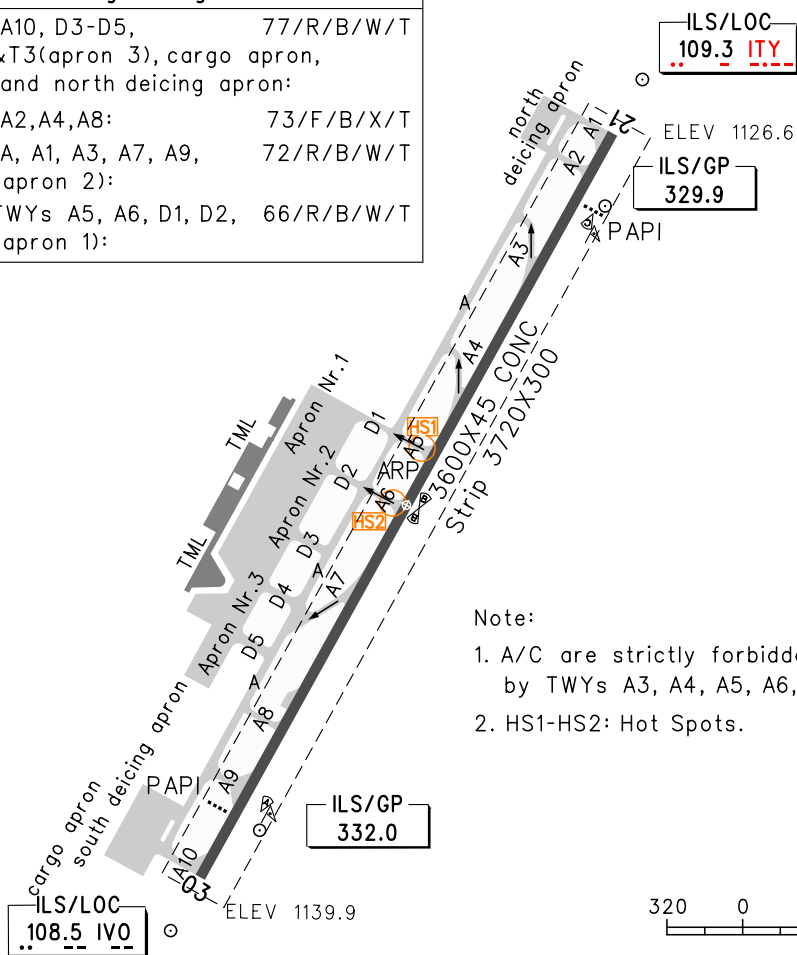 A10, D3-D5, 77/R/B/W/T
&T3(apron 3), cargo apron,
and north deicing apron:
A2,A4,A8: 73/F/B/X/T
A, A1, A3, A7, A9, 72/R/B/W/T
apron 2):
TWYs A5, A6, D1, D2, 66/R/B/W/T
apron 1):
ILS/LOC
109.3 ITY
north
deicing apron
A1
21
A2
ELEV 1126.6
ILS/GP
329.9
PAPI
A3
A
A4
3600X45 CONC
Strip 3720X300
Apron Nr.1
TML
D1
HS1
A5
ARP
D2
Apron Nr.2
A6
HS2
TML
D3
A
A7
D4
Apron Nr.3
D5
A
A8
Note:
1. A/C are strictly forbidde
by TWYs A3, A4, A5, A6,
2. HS1-HS2: Hot Spots.
PAPI
A9
cargo apron
south deicing apron
ILS/GP
332.0
A10
03
ELEV 1139.9
ILS/LOC
108.5 IVO
320 0